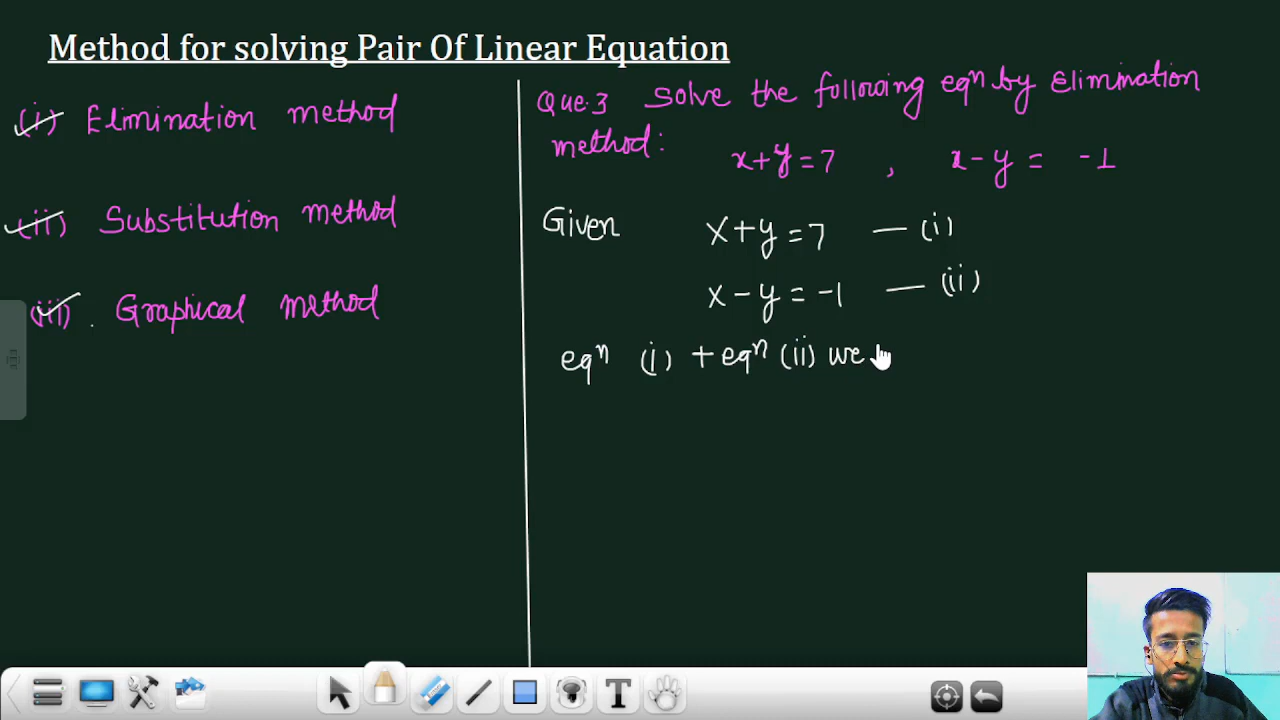 Method for solving Pair Of Linear Equation
(i) Elimination method
(ii) Substitution method
(iii). Graphical Method
Que.3 Solve the following eqⁿ by Elimination
method:
x+y=7 , x-y = -1
Given x+y=7 — (i)
x-y=-1 — (ii)
eqⁿ (i) + eqⁿ (ii) we
T